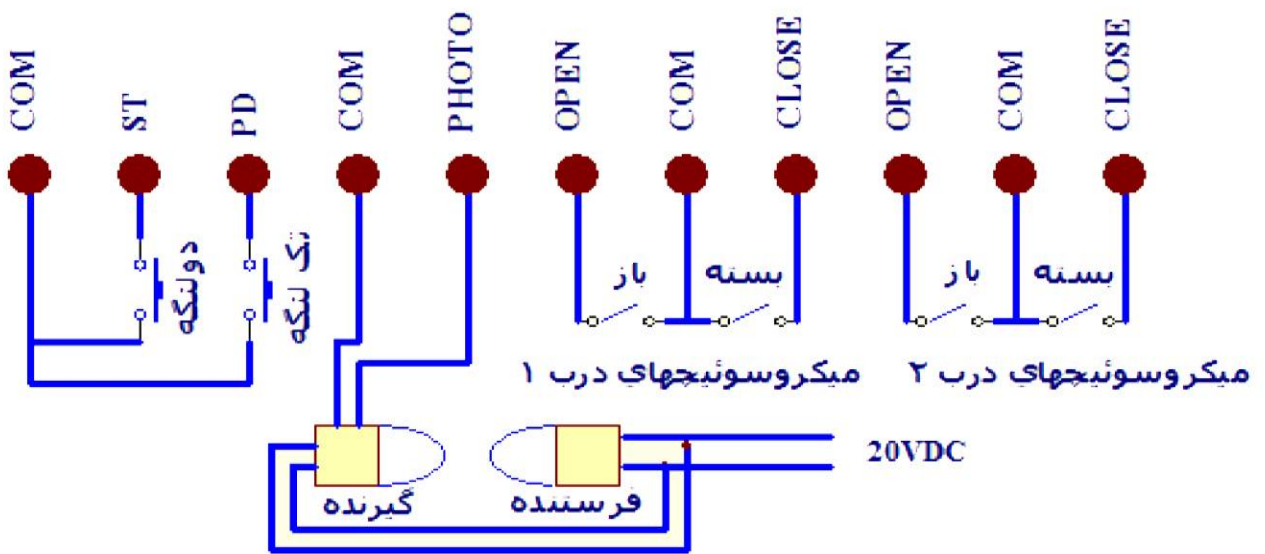 COM
ST
PD
COM
PHOTO
OPEN
COM
CLOSE
OPEN
COM
CLOSE
دولنگه
تک لنگه
باز
بسته
باز
بسته
میکروسوئیچهای درب ۱
میکروسوئیچهای درب ۲
20VDC
گیرنده
فرستنده